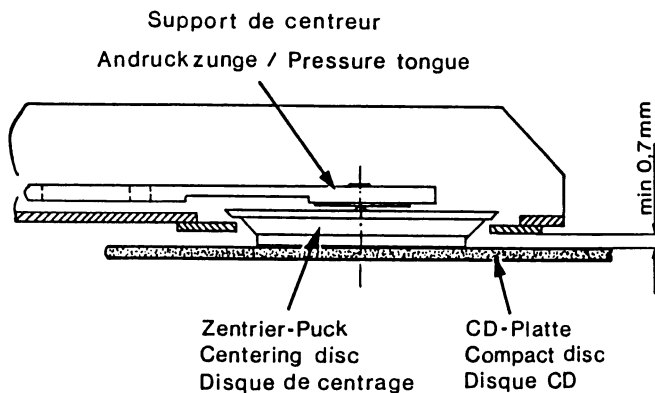 Support de centreur
Andruckzunge / Pressure tongue
min 0,7mm
Zentrier-Puck
Centering disc
Disque de centrage
CD-Platte
Compact disc
Disque CD